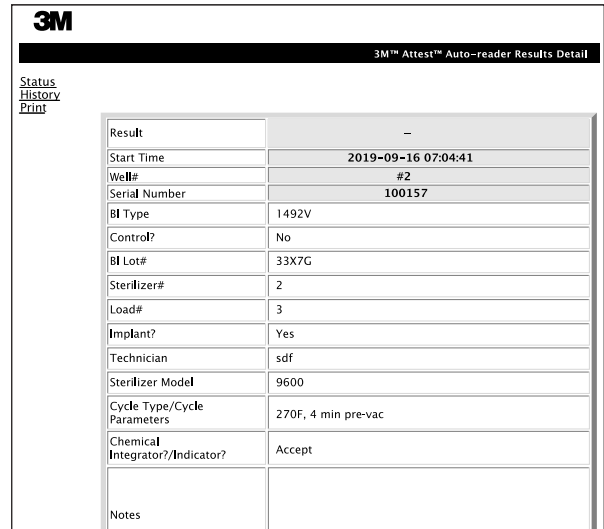 3M
3M™ Attest™ Auto-reader Results Detail
Status
History
Print
Result –
Start Time 2019-09-16 07:04:41
Well# #2
Serial Number 100157
BI Type 1492V
Control? No
BI Lot# 33X7G
Sterilizer# 2
Load# 3
Implant? Yes
Technician sdf
Sterilizer Model 9600
Cycle Type/Cycle
Parameters 270F, 4 min pre-vac
Chemical
Integrator?/Indicator? Accept
Notes